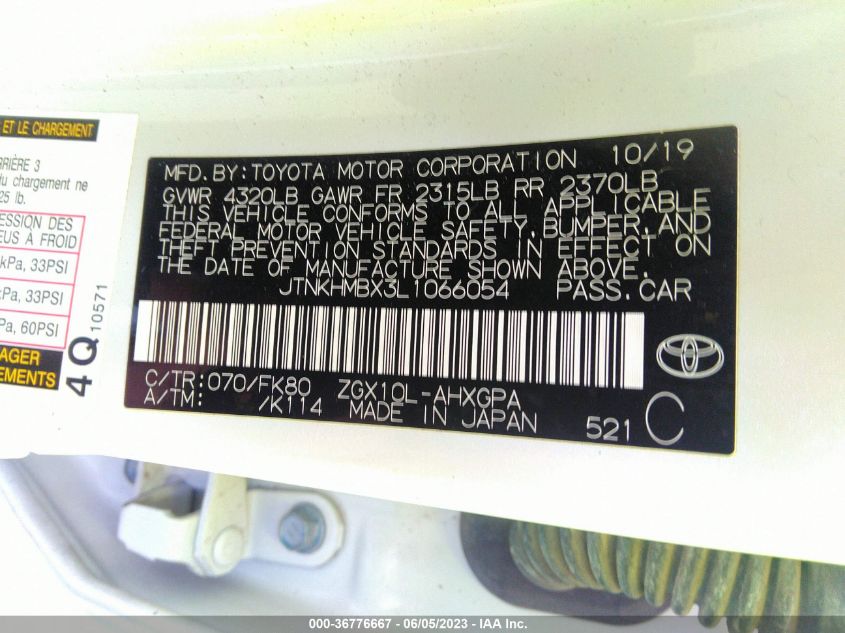 ET LE CHARGEMENT
RRIÈRE 3
du chargement ne
25 lb.
ESSION DES
EUS À FROID
kPa, 33PSI
kPa, 33PSI
Pa, 60PSI
AGER
EMENTS
4Q 10571
MFD. BY: TOYOTA MOTOR CORPORATION 10/19
GVWR 4320LB GAWR FR 2315LB RR 2370LB
THIS VEHICLE CONFORMS TO ALL APPLICABLE
FEDERAL MOTOR VEHICLE SAFETY, BUMPER, AND
THEFT PREVENTION STANDARDS IN EFFECT ON
THE DATE OF MANUFACTURE SHOWN ABOVE.
JTNKHMBX3L1066054 PASS.CAR
C/TR:070/FK80 ZGX10L-AHXGPA
A/TM: /K114 MADE IN JAPAN 521 C
000-36776667 - 06/05/2023 - IAA Inc.